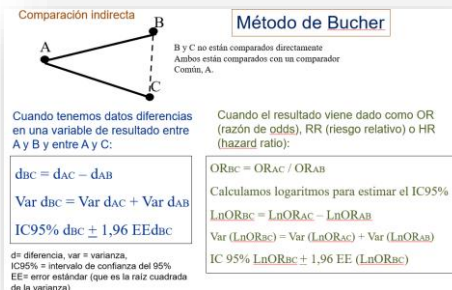 Comparación indirecta
Método de Bucher
B
A
C
B y C no están comparados directamente
Ambos están comparados con un comparador
Común, A.
Cuando tenemos datos diferencias
en una variable de resultado entre
A y B y entre A y C:
dBC = dAC – dAB
Var dBC = Var dAC + Var dAB
IC95% dBC ± 1,96 EEdBC
d= diferencia, var = varianza,
IC95% = intervalo de confianza del 95%
EE= error estándar (que es la raíz cuadrada
de la varianza)
Cuando el resultado viene dado como OR
(razón de odds), RR (riesgo relativo) o HR
(hazard ratio):
ORBC = ORAC / ORAB
Calculamos logaritmos para estimar el IC95%
LnORBC = LnORAC – LnORAB
Var (LnORBC) = Var (LnORAC) + Var (LnORAB)
IC 95% LnORBC ± 1,96 EE (LnORBC)